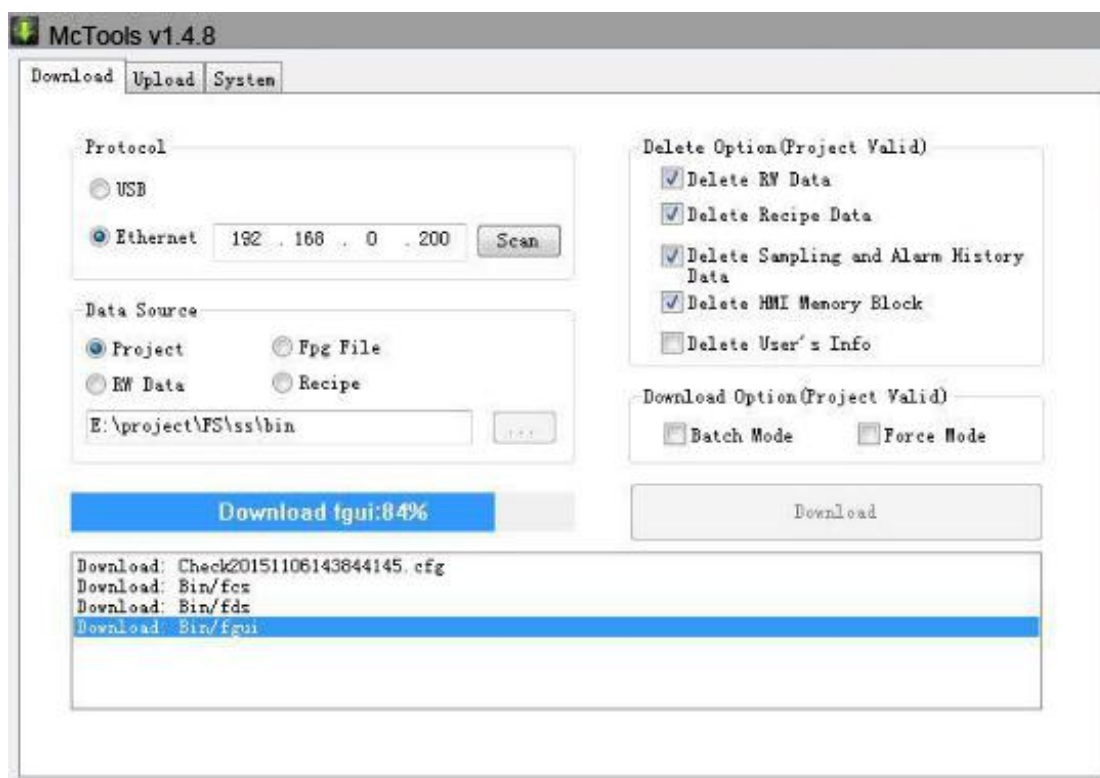 McTools v1.4.8
Download Upload System
Protocol
USB
Ethernet 192 . 168 . 0 . 200 Scan
Data Source
Project Fpg File
RW Data Recipe
E:\project\FS\ss\bin ...
Delete Option(Project Valid)
Delete RW Data
Delete Recipe Data
Delete Sampling and Alarm History
Data
Delete HMI Memory Block
Delete User's Info
Download Option(Project Valid)
Batch Mode Force Mode
Download fgui:84%
Download
Download: Check20151106143844145.cfg
Download: Bin/fcs
Download: Bin/fds
Download: Bin/fgui